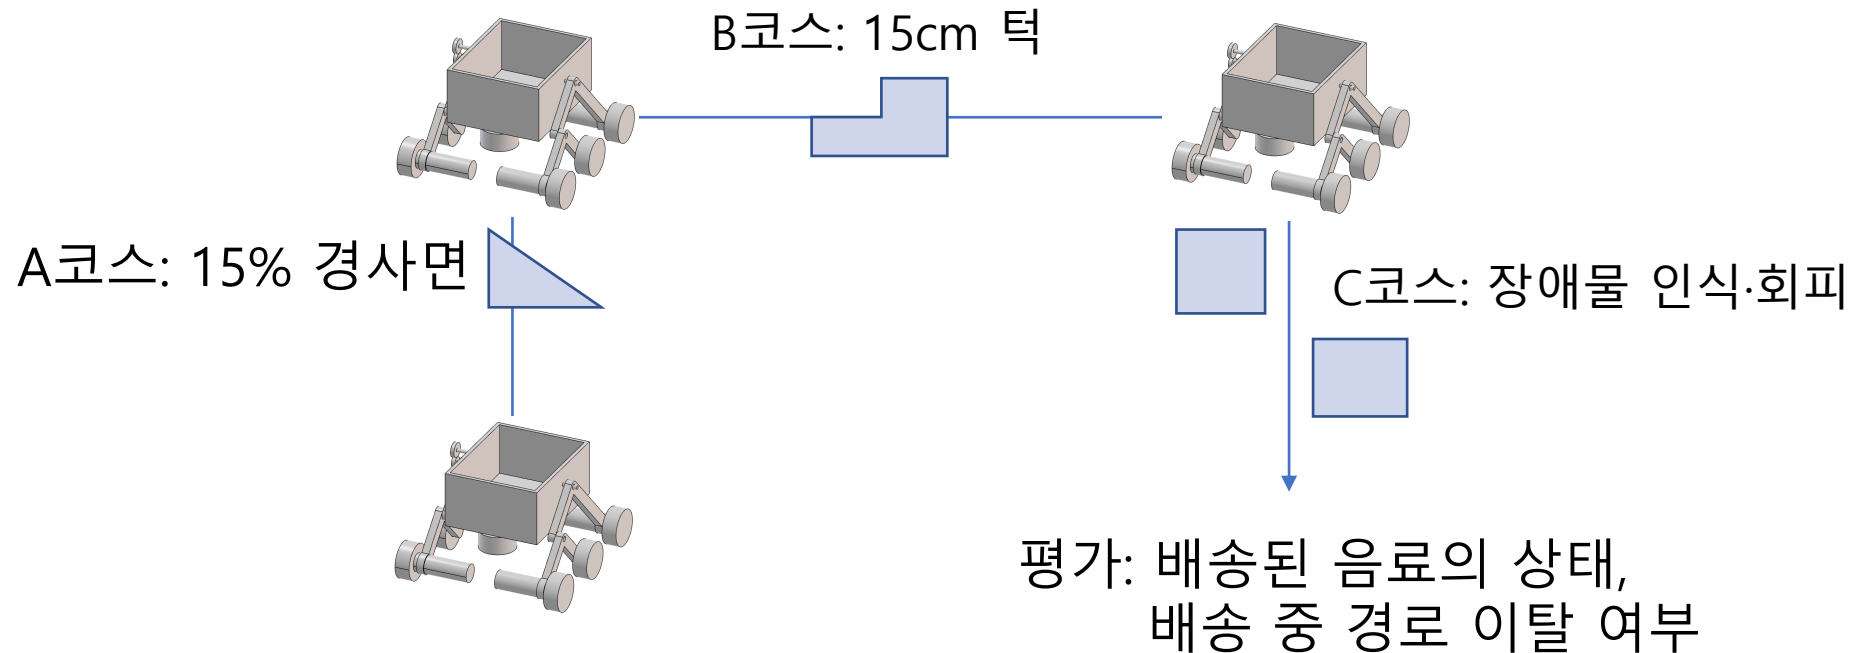 B코스: 15cm 턱
A코스: 15% 경사면
C코스: 장애물 인식·회피
평가: 배송된 음료의 상태,
배송 중 경로 이탈 여부